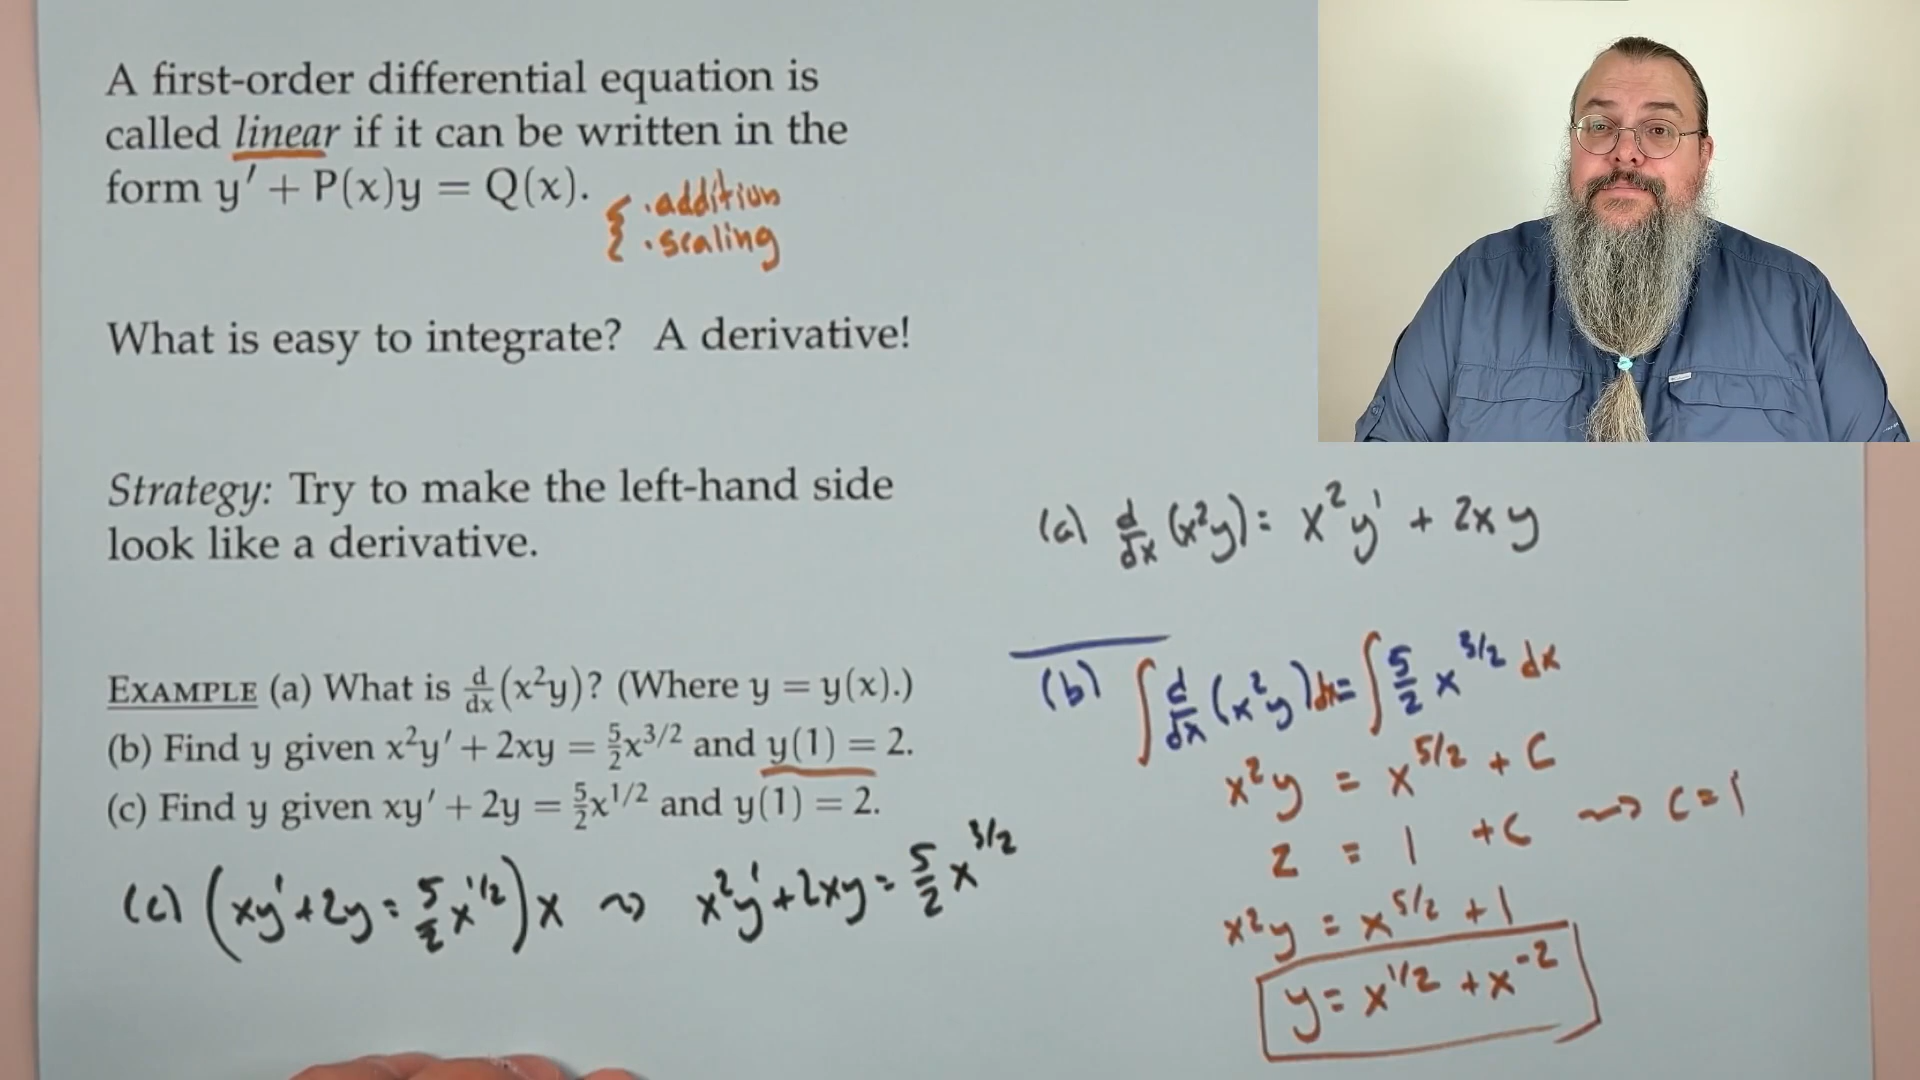 A first-order differential equation is
called linear if it can be written in the
form y′ + P(x)y = Q(x).
{ · addition
· scaling
What is easy to integrate? A derivative!
Strategy: Try to make the left-hand side
look like a derivative.
EXAMPLE (a) What is d/dx(x²y)? (Where y = y(x).)
(b) Find y given x²y′ + 2xy = 5/2x^{3/2} and y(1) = 2.
(c) Find y given xy′ + 2y = 5/2x^{1/2} and y(1) = 2.
(c) (xy′ + 2y = 5/2 x^{1/2})x ⇝ x²y′ + 2xy = 5/2 x^{3/2}
(a) d/dx (x²y) = x²y′ + 2xy
(b) ∫ d/dx (x²y)dx = ∫ 5/2 x^{3/2} dx
x²y = x^{5/2} + C
2 = 1 + C ⇝ C = 1
x²y = x^{5/2} + 1
y = x^{1/2} + x^{-2}